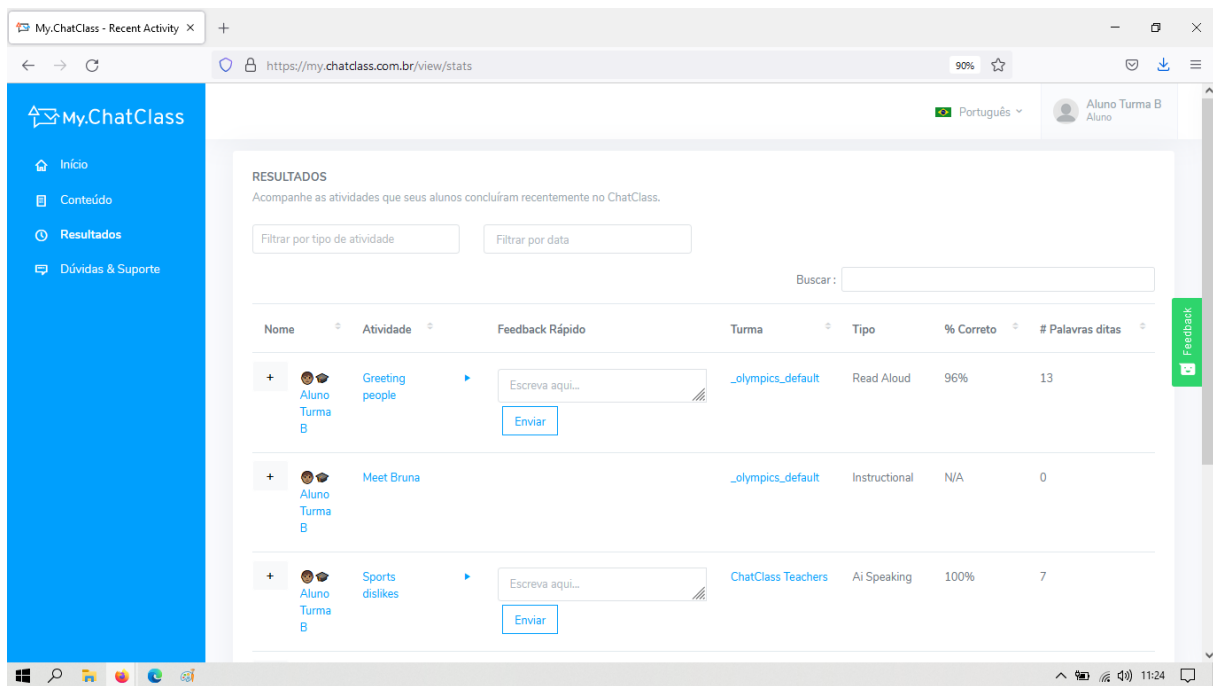 My.ChatClass - Recent Activity
https://my.chatclass.com.br/view/stats
90%
My.ChatClass
Português
Aluno Turma B
Aluno
Início
Conteúdo
Resultados
Dúvidas & Suporte
RESULTADOS
Acompanhe as atividades que seus alunos concluíram recentemente no ChatClass.
Filtrar por tipo de atividade
Filtrar por data
Buscar :
Nome Atividade Feedback Rápido Turma Tipo % Correto # Palavras ditas
+ Aluno Turma B Greeting people Escreva aqui... _olympics_default Read Aloud 96% 13
Enviar
+ Aluno Turma B Meet Bruna _olympics_default Instructional N/A 0
+ Aluno Turma B Sports dislikes Escreva aqui... ChatClass Teachers Ai Speaking 100% 7
Enviar
Feedback
11:24